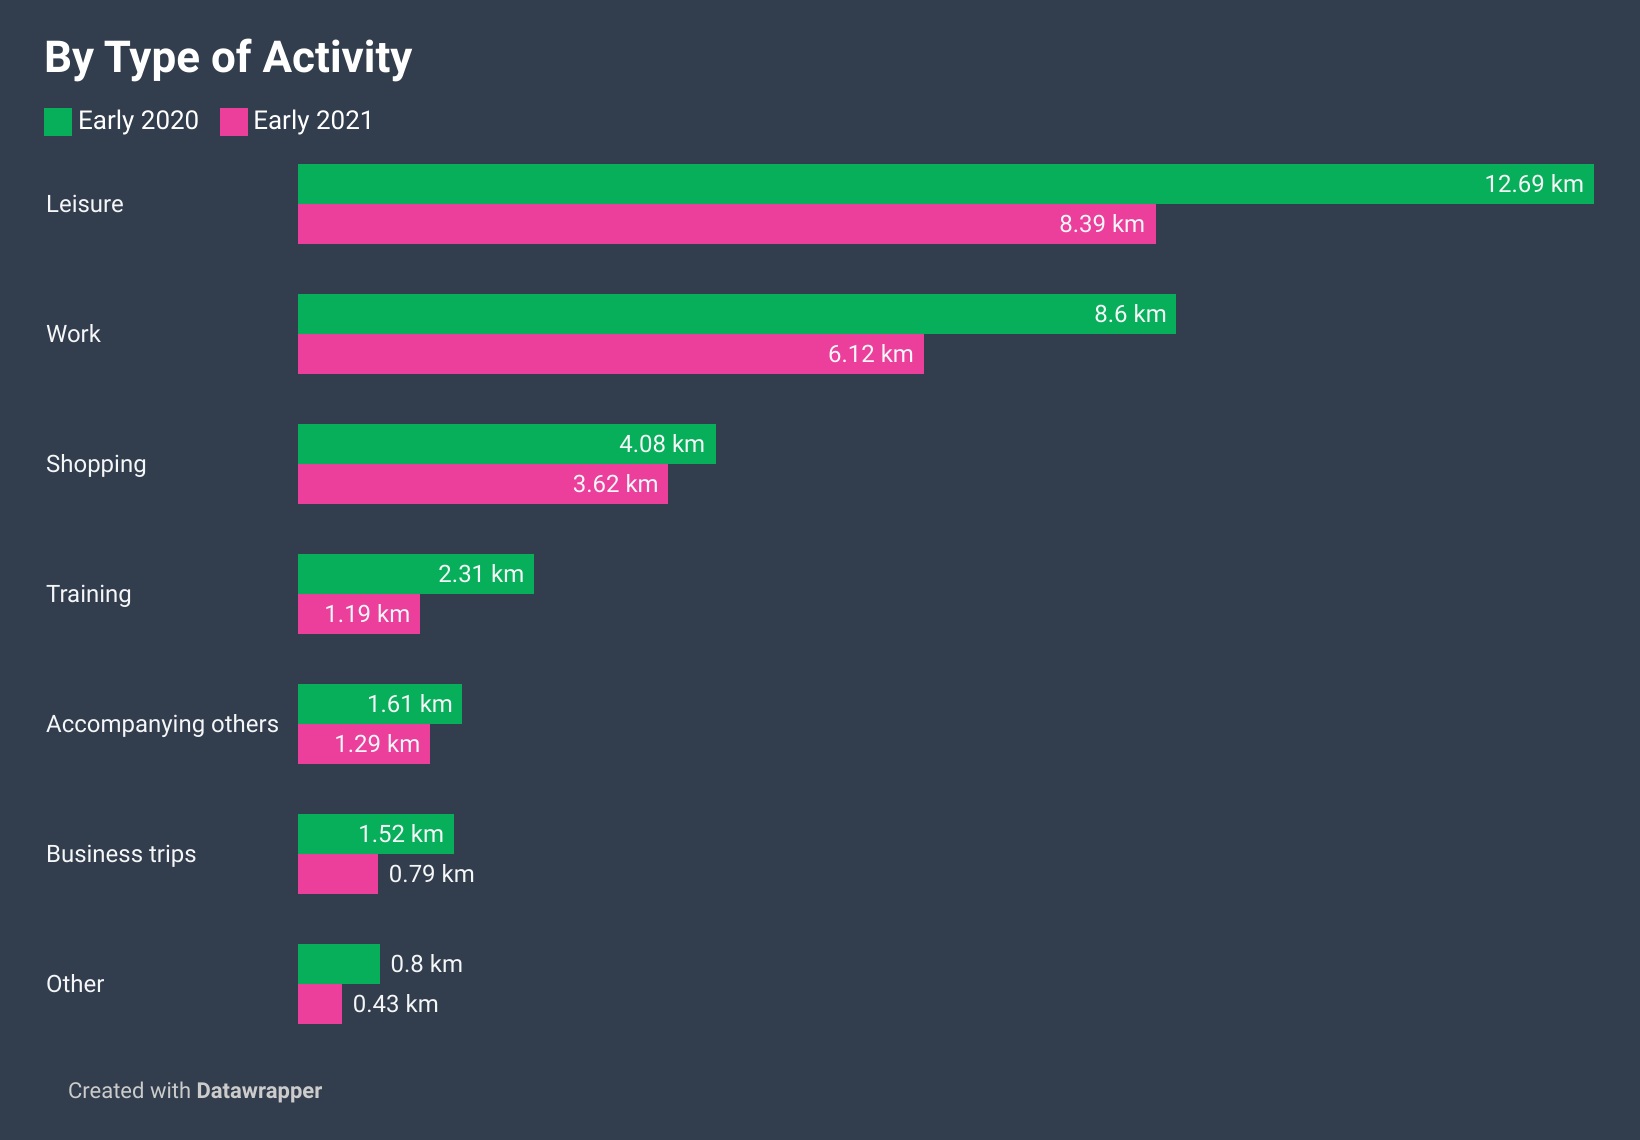 By Type of Activity
Early 2020 Early 2021
Leisure
12.69 km
8.39 km
Work
8.6 km
6.12 km
Shopping
4.08 km
3.62 km
Training
2.31 km
1.19 km
Accompanying others
1.61 km
1.29 km
Business trips
1.52 km
0.79 km
Other
0.8 km
0.43 km
Created with Datawrapper